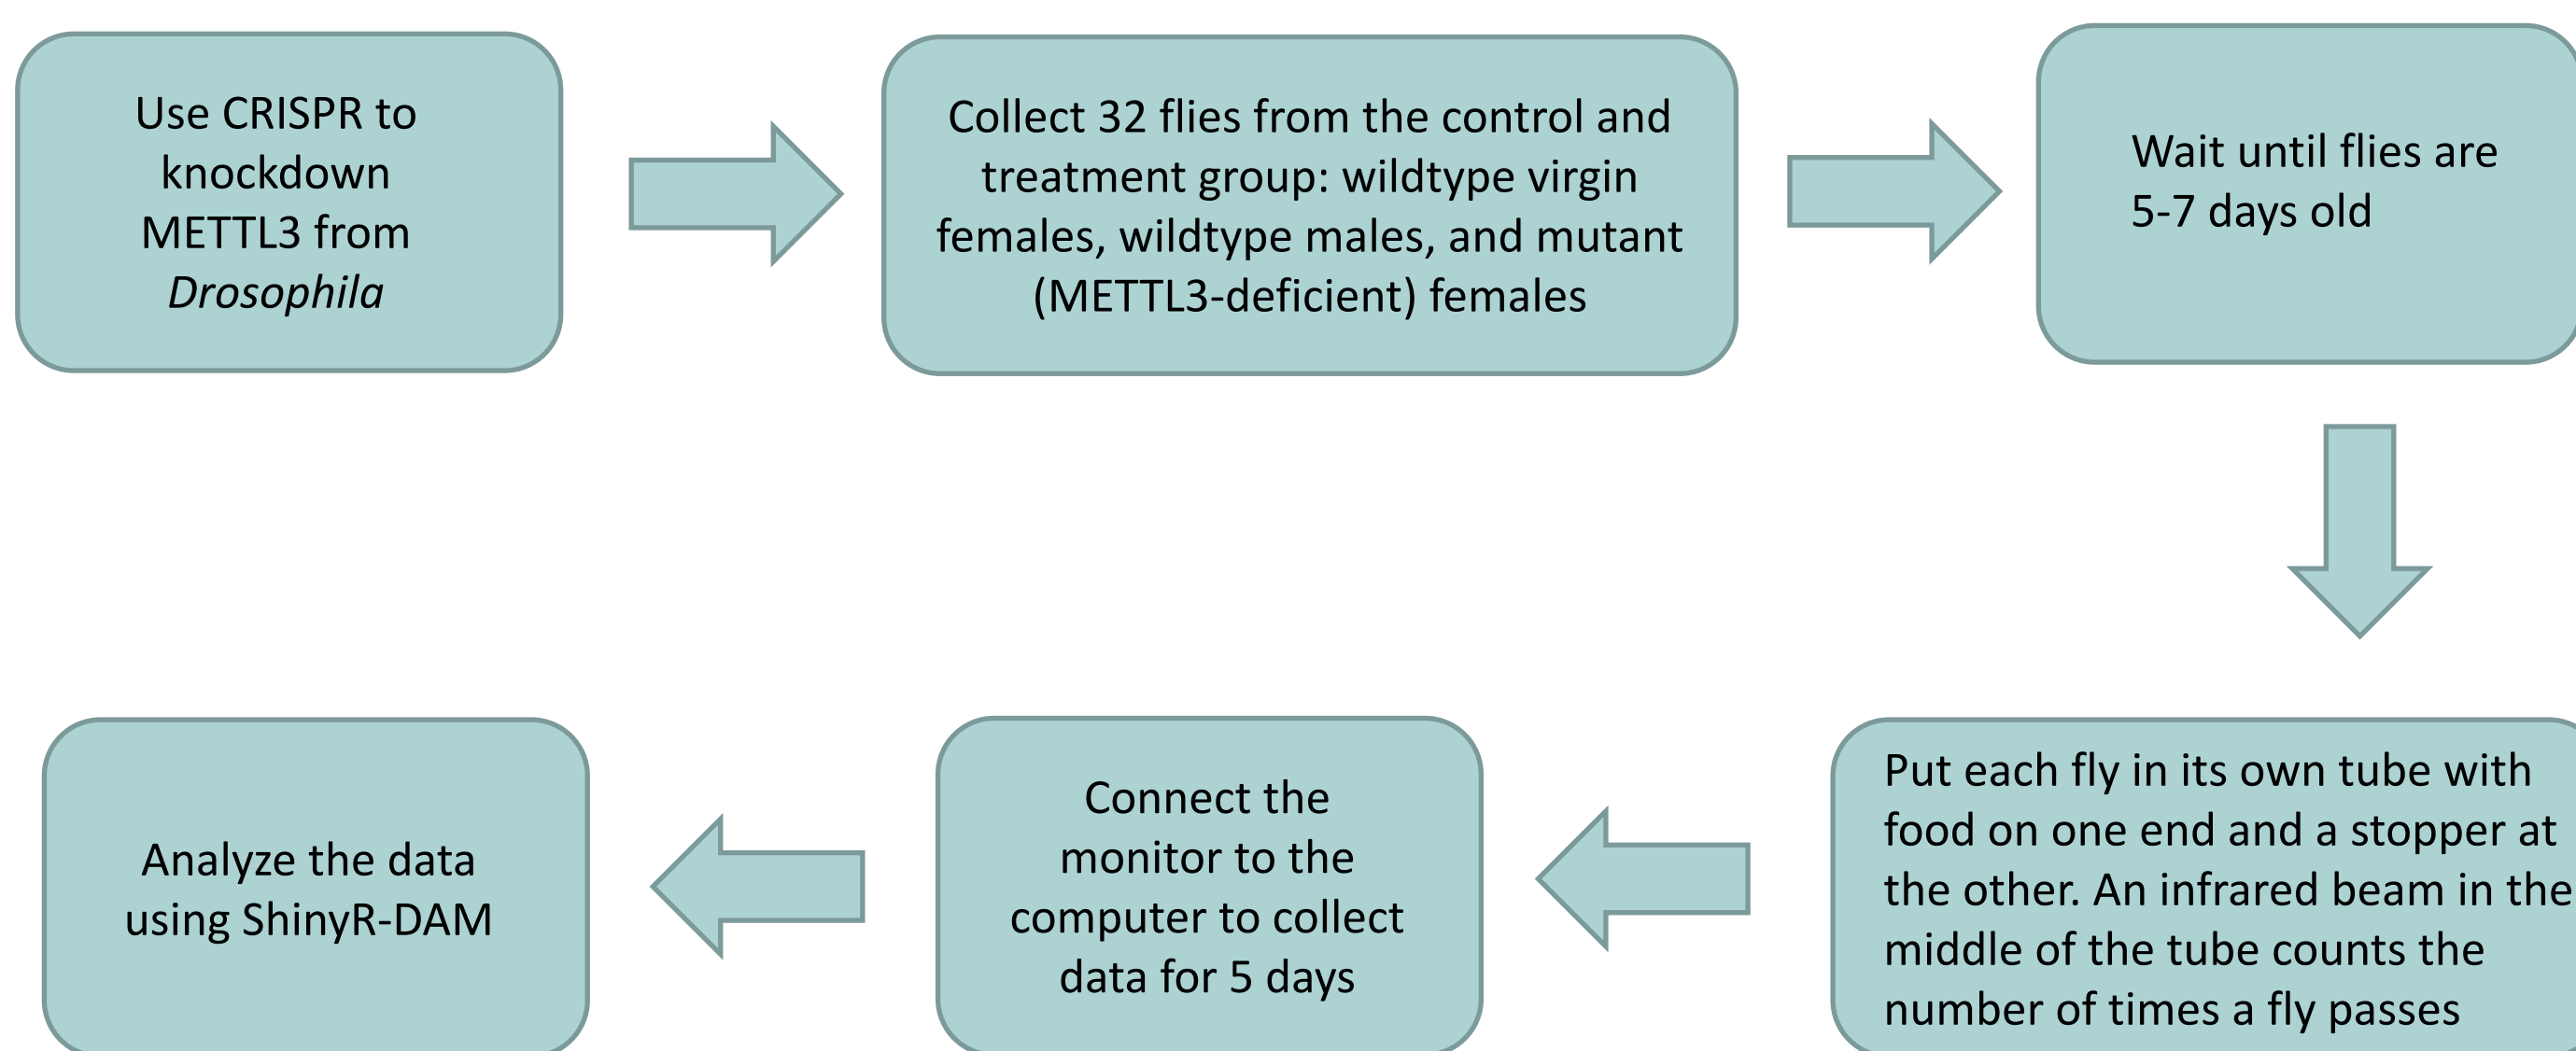 Use CRISPR to
knockdown
METTL3 from
Drosophila
Collect 32 flies from the control and
treatment group: wildtype virgin
females, wildtype males, and mutant
(METTL3-deficient) females
Wait until flies are
5-7 days old
Put each fly in its own tube with
food on one end and a stopper at
the other. An infrared beam in the
middle of the tube counts the
number of times a fly passes
Connect the
monitor to the
computer to collect
data for 5 days
Analyze the data
using ShinyR-DAM